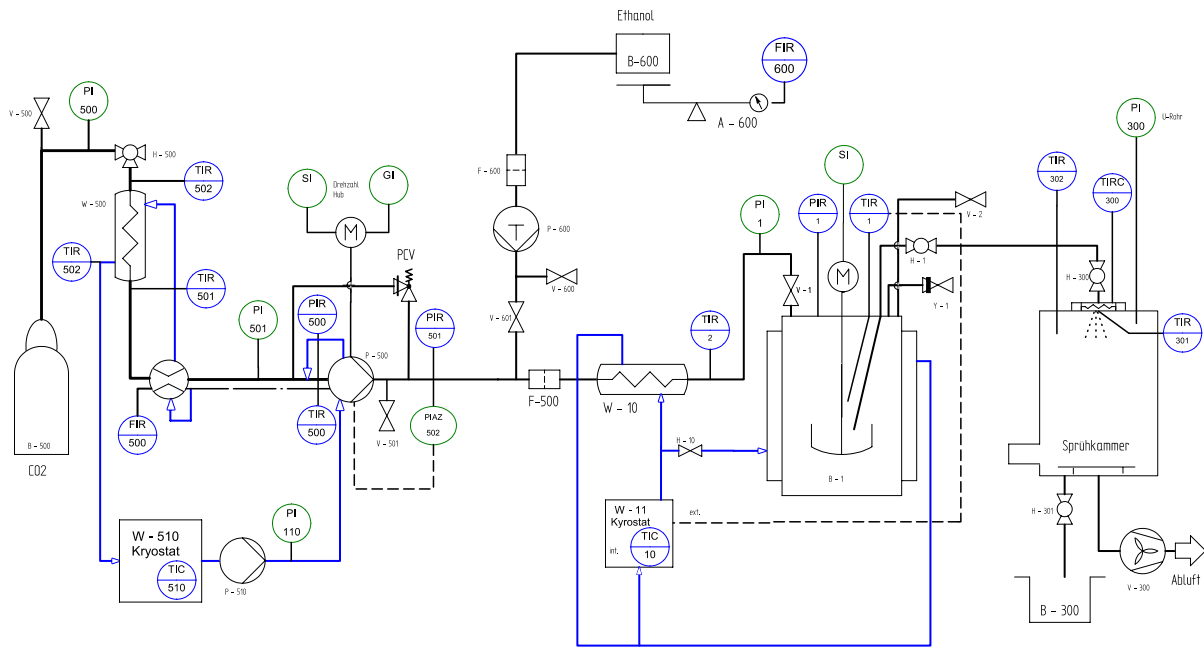 Ethanol
B-600
FIR
600
A - 600
PI
500
V - 500
H - 500
TIR
502
W - 500
TIR
502
TIR
501
SI
Drehzahl
Hub
GI
M
PCV
F - 600
P - 600
T
V - 600
V - 601
PI
501
PIR
500
P - 500
PIR
501
TIR
500
V - 501
PIAZ
502
FIR
500
B - 500
CO2
W - 510
Kryostat
TIC
510
P - 510
PI
110
F-500
W - 10
TIR
2
PI
1
V - 1
SI
PIR
1
TIR
1
M
V - 2
H - 1
Y - 1
H - 10
B - 1
W - 11
Kyrostat
int.
TIC
10
ext.
TIR
302
TIRC
300
PI
300
U-Rohr
H - 300
TIR
301
Sprühkammer
H - 301
B - 300
V - 300
Abluft